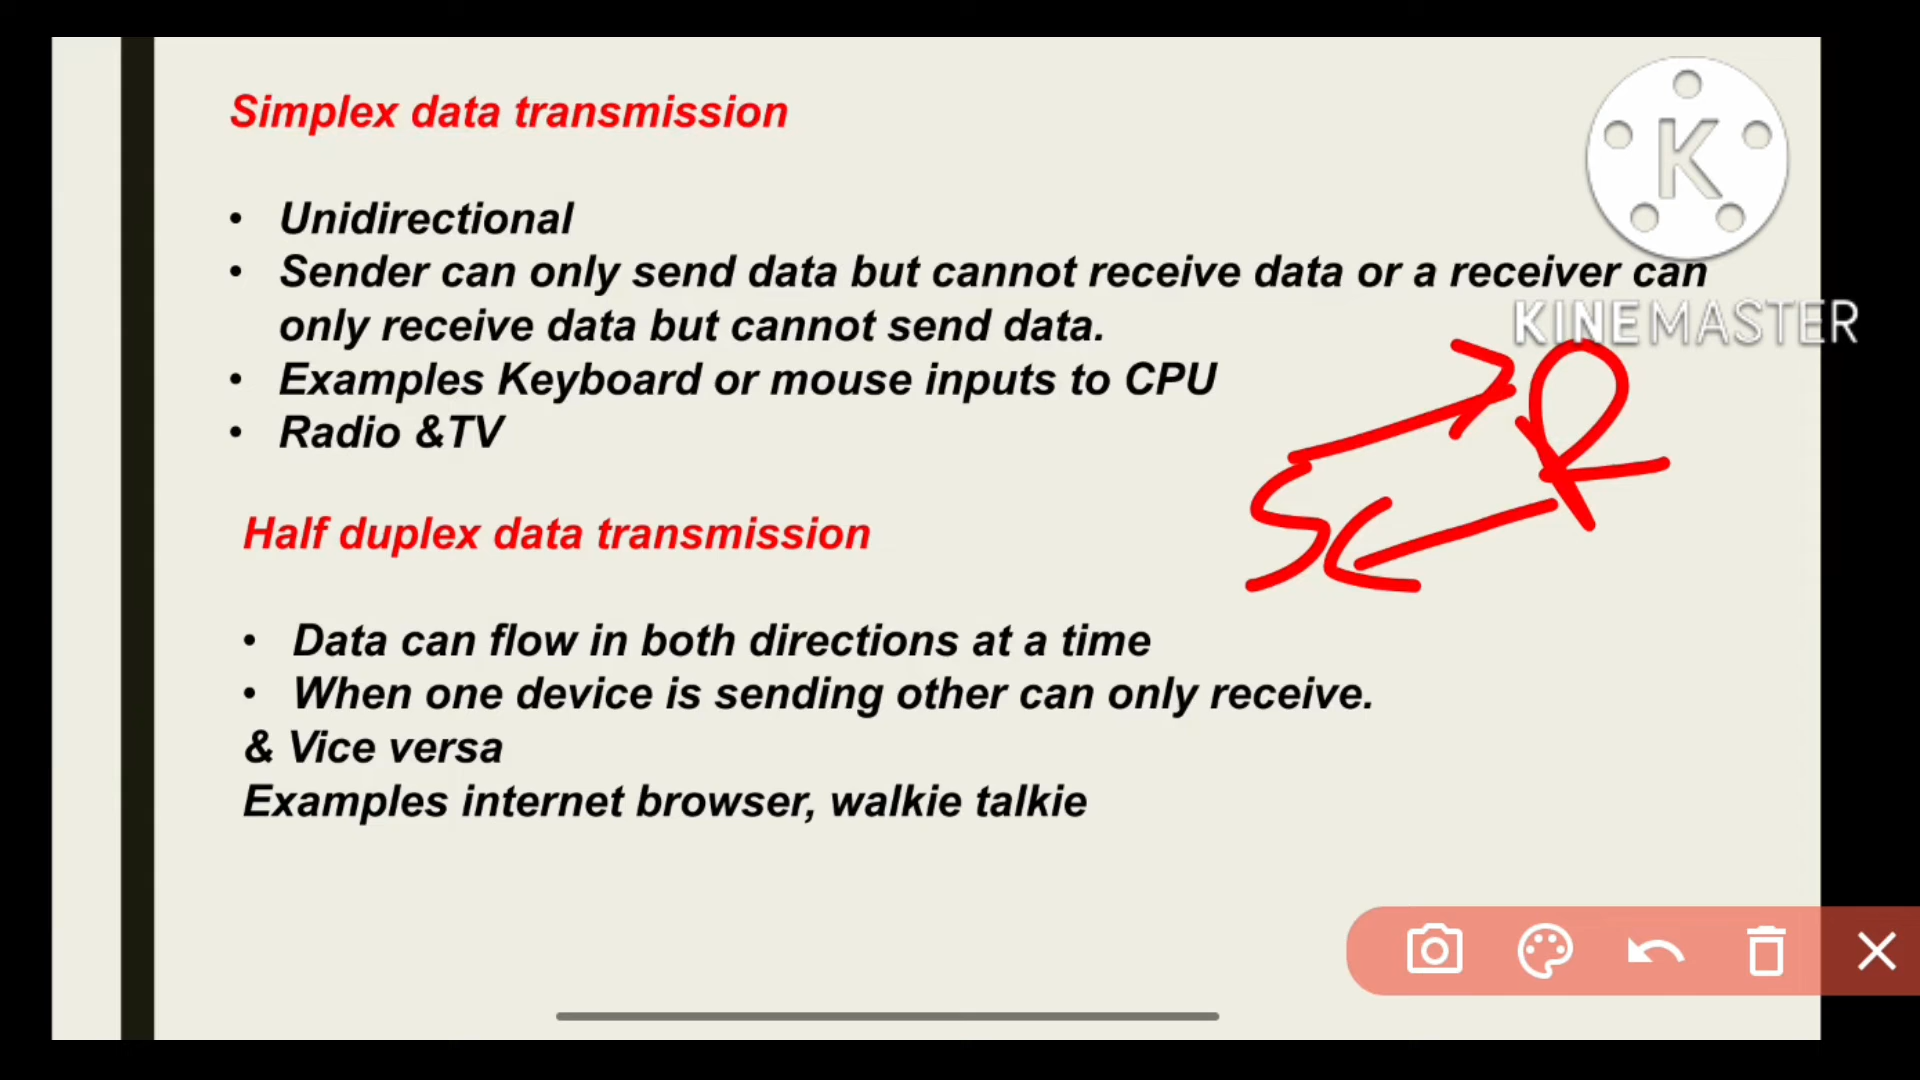 Simplex data transmission
• Unidirectional
• Sender can only send data but cannot receive data or a receiver can
only receive data but cannot send data.
• Examples Keyboard or mouse inputs to CPU
• Radio &TV
Half duplex data transmission
• Data can flow in both directions at a time
• When one device is sending other can only receive.
& Vice versa
Examples internet browser, walkie talkie
K
KINEMASTER
R
S